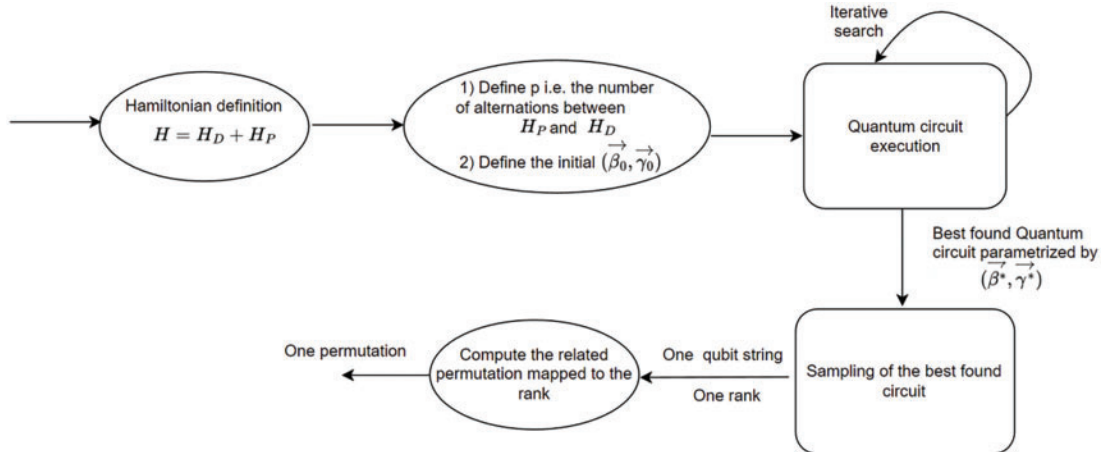 Iterative
search
Hamiltonian definition
H = H_D + H_P
1) Define p i.e. the number
of alternations between
H_P and H_D
2) Define the initial (β₀⃗, γ₀⃗)
Quantum circuit
execution
Best found Quantum
circuit parametrized by
(β*⃗, γ*⃗)
One permutation
Compute the related
permutation mapped to the
rank
One qubit string
One rank
Sampling of the best found
circuit